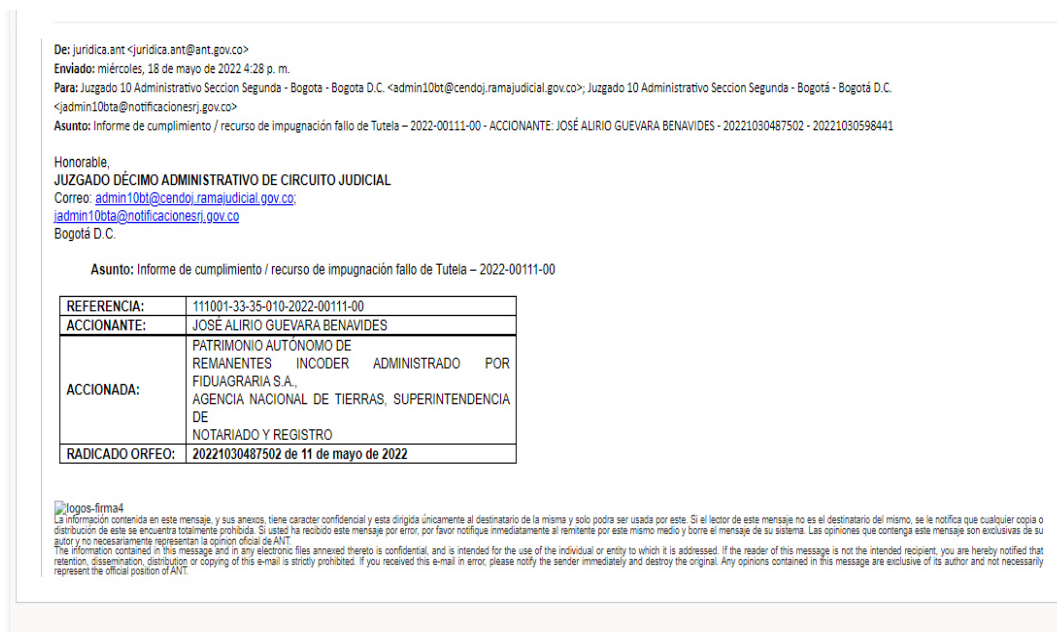 De: juridica.ant <juridica.ant@ant.gov.co>
Enviado: miércoles, 18 de mayo de 2022 4:28 p. m.
Para: Juzgado 10 Administrativo Seccion Segunda - Bogota - Bogota D.C. <admin10bt@cendoj.ramajudicial.gov.co>; Juzgado 10 Administrativo Seccion Segunda - Bogotá - Bogotá D.C.
<jadmin10bta@notificacionesrj.gov.co>
Asunto: Informe de cumplimiento / recurso de impugnación fallo de Tutela – 2022-00111-00 - ACCIONANTE: JOSÉ ALIRIO GUEVARA BENAVIDES - 20221030487502 - 20221030598441
Honorable,
JUZGADO DÉCIMO ADMINISTRATIVO DE CIRCUITO JUDICIAL
Correo: admin10bt@cendoj.ramajudicial.gov.co;
jadmin10bta@notificacionesrj.gov.co
Bogotá D.C.
Asunto: Informe de cumplimiento / recurso de impugnación fallo de Tutela – 2022-00111-00
REFERENCIA: 111001-33-35-010-2022-00111-00
ACCIONANTE: JOSÉ ALIRIO GUEVARA BENAVIDES
PATRIMONIO AUTÓNOMO DE
REMANENTES INCODER ADMINISTRADO POR
ACCIONADA: FIDUAGRARIA S.A.,
AGENCIA NACIONAL DE TIERRAS, SUPERINTENDENCIA
DE
NOTARIADO Y REGISTRO
RADICADO ORFEO: 20221030487502 de 11 de mayo de 2022
logos-firma4
La información contenida en este mensaje, y sus anexos, tiene caracter confidencial y esta dirigida únicamente al destinatario de la misma y solo podra ser usada por este. Si el lector de este mensaje no es el destinatario del mismo, se le notifica que cualquier copia o
distribución de este se encuentra totalmente prohibida. Si usted ha recibido este mensaje por error, por favor notifique inmediatamente al remitente por este mismo medio y borre el mensaje de su sistema. Las opiniones que contenga este mensaje son exclusivas de su
autor y no necesariamente representan la opinion oficial de ANT.
The information contained in this message and in any electronic files annexed thereto is confidential, and is intended for the use of the individual or entity to which it is addressed. If the reader of this message is not the intended recipient, you are hereby notified that
retention, dissemination, distribution or copying of this e-mail is strictly prohibited. If you received this e-mail in error, please notify the sender immediately and destroy the original. Any opinions contained in this message are exclusive of its author and not necessarily
represent the official position of ANT.